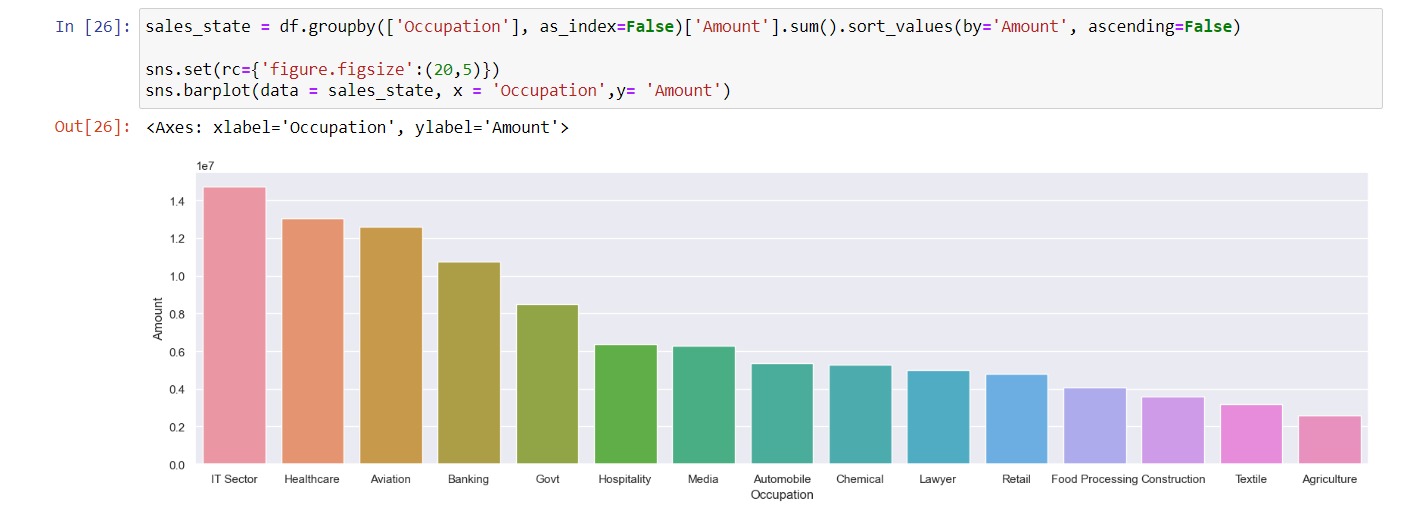 In [26]: sales_state = df.groupby(['Occupation'], as_index=False)['Amount'].sum().sort_values(by='Amount', ascending=False)
sns.set(rc={'figure.figsize':(20,5)})
sns.barplot(data = sales_state, x = 'Occupation',y= 'Amount')
Out[26]: <Axes: xlabel='Occupation', ylabel='Amount'>
1e7
1.4
1.2
1.0
0.8
0.6
0.4
0.2
0.0
Amount
IT Sector Healthcare Aviation Banking Govt Hospitality Media Automobile Chemical Lawyer Retail Food Processing Construction Textile Agriculture
Occupation